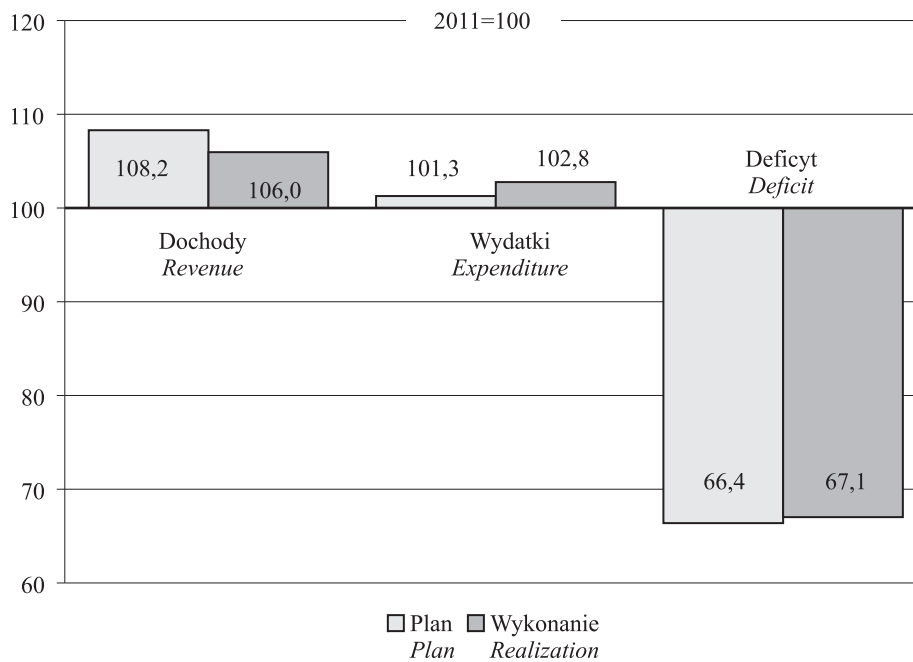 2011=100
120
110
100
90
80
70
60
108,2
106,0
Dochody
Revenue
101,3
102,8
Wydatki
Expenditure
Deficyt
Deficit
66,4
67,1
Plan
Plan
Wykonanie
Realization